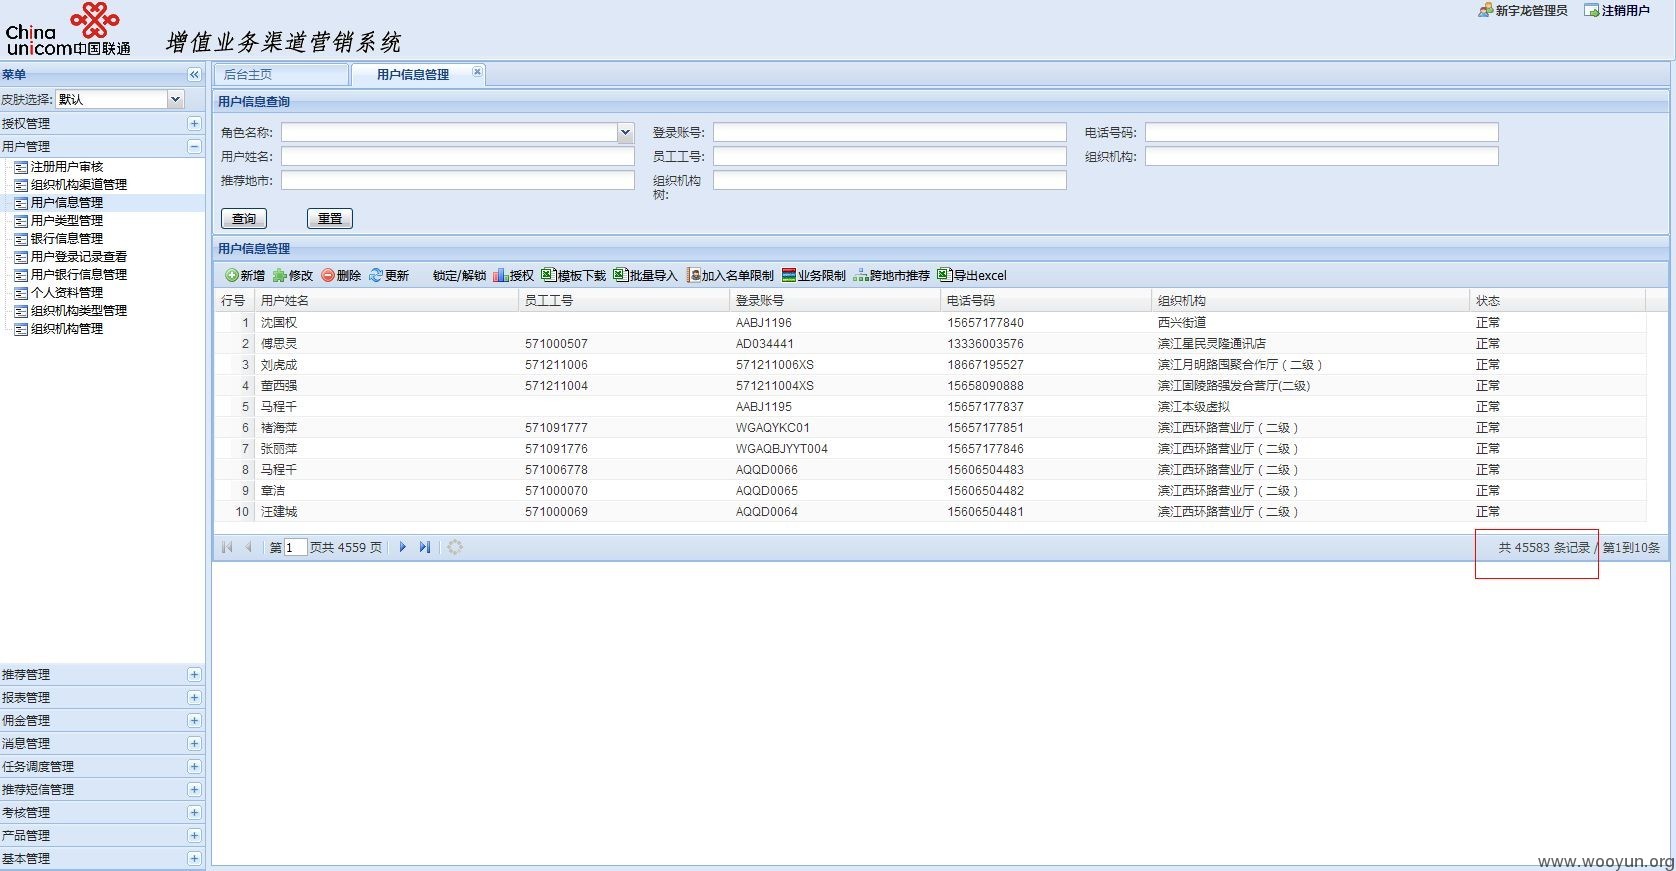 China
unicom中国联通
增值业务渠道营销系统
新宇龙管理员 注销用户
菜单
皮肤选择: 默认
授权管理
用户管理
注册用户审核
组织机构渠道管理
用户信息管理
用户类型管理
银行信息管理
用户登录记录查看
用户银行信息管理
个人资料管理
组织机构类型管理
组织机构管理
推荐管理
报表管理
佣金管理
消息管理
任务调度管理
推荐短信管理
考核管理
产品管理
基本管理
后台主页 用户信息管理
用户信息查询
角色名称: 登录账号: 电话号码:
用户姓名: 员工工号: 组织机构:
推荐地市: 组织机构
树:
查询 重置
用户信息管理
新增 修改 删除 更新 锁定/解锁 授权 模板下载 批量导入 加入名单限制 业务限制 跨地市推荐 导出excel
行号 用户姓名 员工工号 登录账号 电话号码 组织机构 状态
1 沈国权 AABJ1196 15657177840 西兴街道 正常
2 傅思灵 571000507 AD034441 13336003576 滨江星民灵隆通讯店 正常
3 刘虎成 571211006 571211006XS 18667195527 滨江月明路囤聚合作厅（二级） 正常
4 董西强 571211004 571211004XS 15658090888 滨江固陵路强发合营厅(二级) 正常
5 马程千 AABJ1195 15657177837 滨江本级虚拟 正常
6 褚海萍 571091777 WGAQYKC01 15657177851 滨江西环路营业厅（二级） 正常
7 张丽萍 571091776 WGAQBJYYT004 15657177846 滨江西环路营业厅（二级） 正常
8 马程千 571006778 AQQD0066 15606504483 滨江西环路营业厅（二级） 正常
9 章洁 571000070 AQQD0065 15606504482 滨江西环路营业厅（二级） 正常
10 汪建城 571000069 AQQD0064 15606504481 滨江西环路营业厅（二级） 正常
第 1 页共 4559 页 共 45583 条记录 / 第1到10条
www.wooyun.org